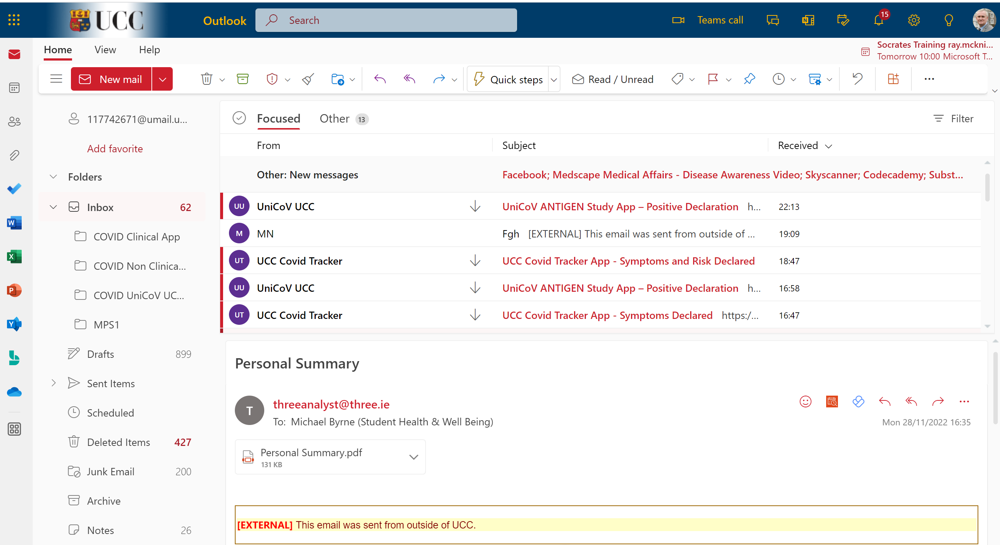 UCC
Outlook
Search
Teams call
15
Home
View
Help
Socrates Training ray.mckni...
Tomorrow 10:00 Microsoft T...
New mail
Quick steps
Read / Unread
117742671@umail.u...
Add favorite
Folders
Inbox 62
COVID Clinical App
COVID Non Clinica...
COVID UniCoV UC...
MPS1
Drafts 899
Sent Items
Scheduled
Deleted Items 427
Junk Email 200
Archive
Notes 26
Focused
Other 13
Filter
From Subject Received
Other: New messages Facebook; Medscape Medical Affairs - Disease Awareness Video; Skyscanner; Codecademy; Subst...
UU UniCoV UCC UniCoV ANTIGEN Study App – Positive Declaration h... 22:13
M MN Fgh [EXTERNAL] This email was sent from outside of ... 19:09
UT UCC Covid Tracker UCC Covid Tracker App - Symptoms and Risk Declared 18:47
UU UniCoV UCC UniCoV ANTIGEN Study App – Positive Declaration h... 16:58
UT UCC Covid Tracker UCC Covid Tracker App - Symptoms Declared https:/... 16:47
Personal Summary
T
threeanalyst@three.ie
To: Michael Byrne (Student Health & Well Being)
Mon 28/11/2022 16:35
Personal Summary.pdf
131 KB
[EXTERNAL] This email was sent from outside of UCC.